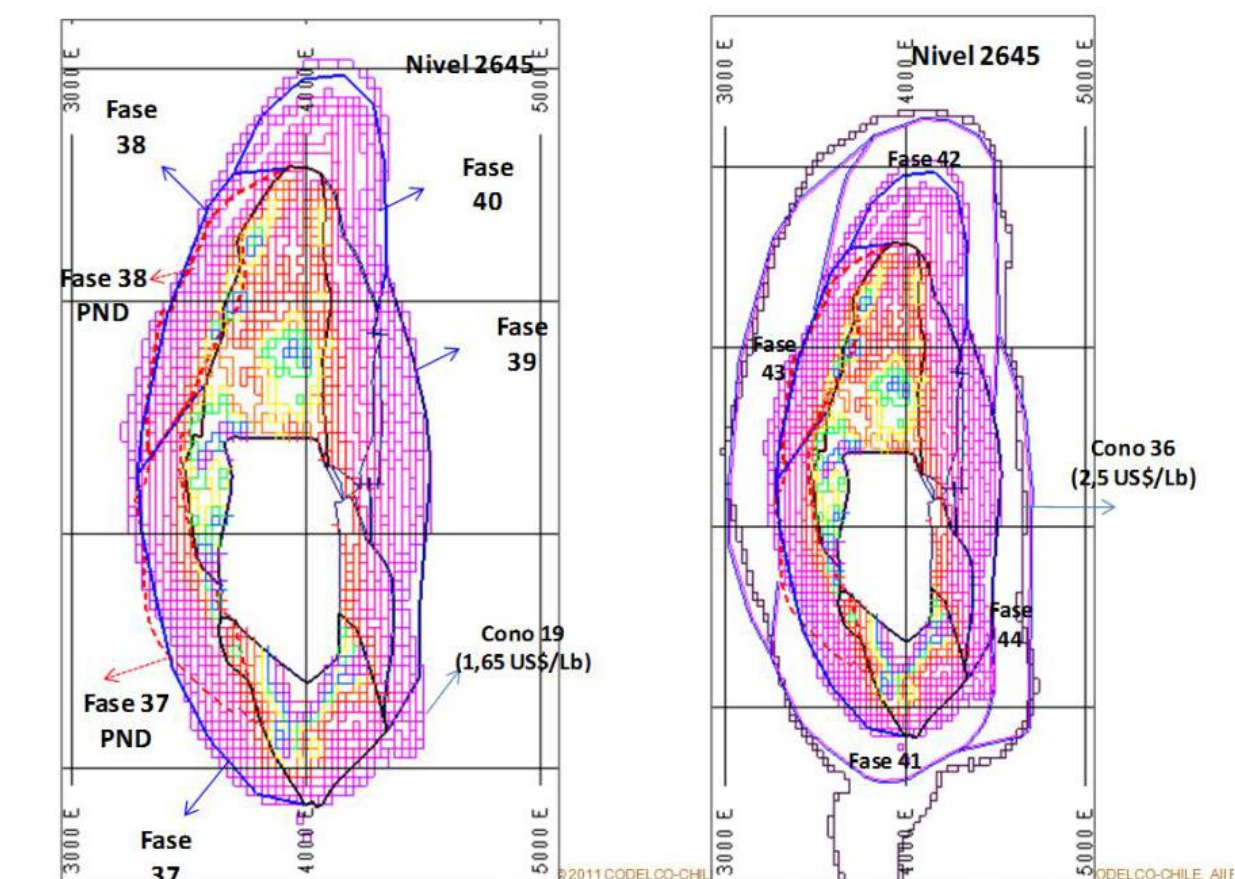 3000 E
4000 E
5000 E
Nivel 2645
Fase
38
Fase
40
Fase 38
PND
Fase
39
Cono 19
(1,65 US$/Lb)
Fase 37
PND
Fase
37
3000 E
4000 E
5000 E
©2011 CODELCO-CHIL
3000 E
4000 E
5000 E
Nivel 2645
Fase 42
Fase
43
Cono 36
(2,5 US$/Lb)
Fase
44
Fase 41
3000 E
4000 E
5000 E
ODELCO-CHILE. All R